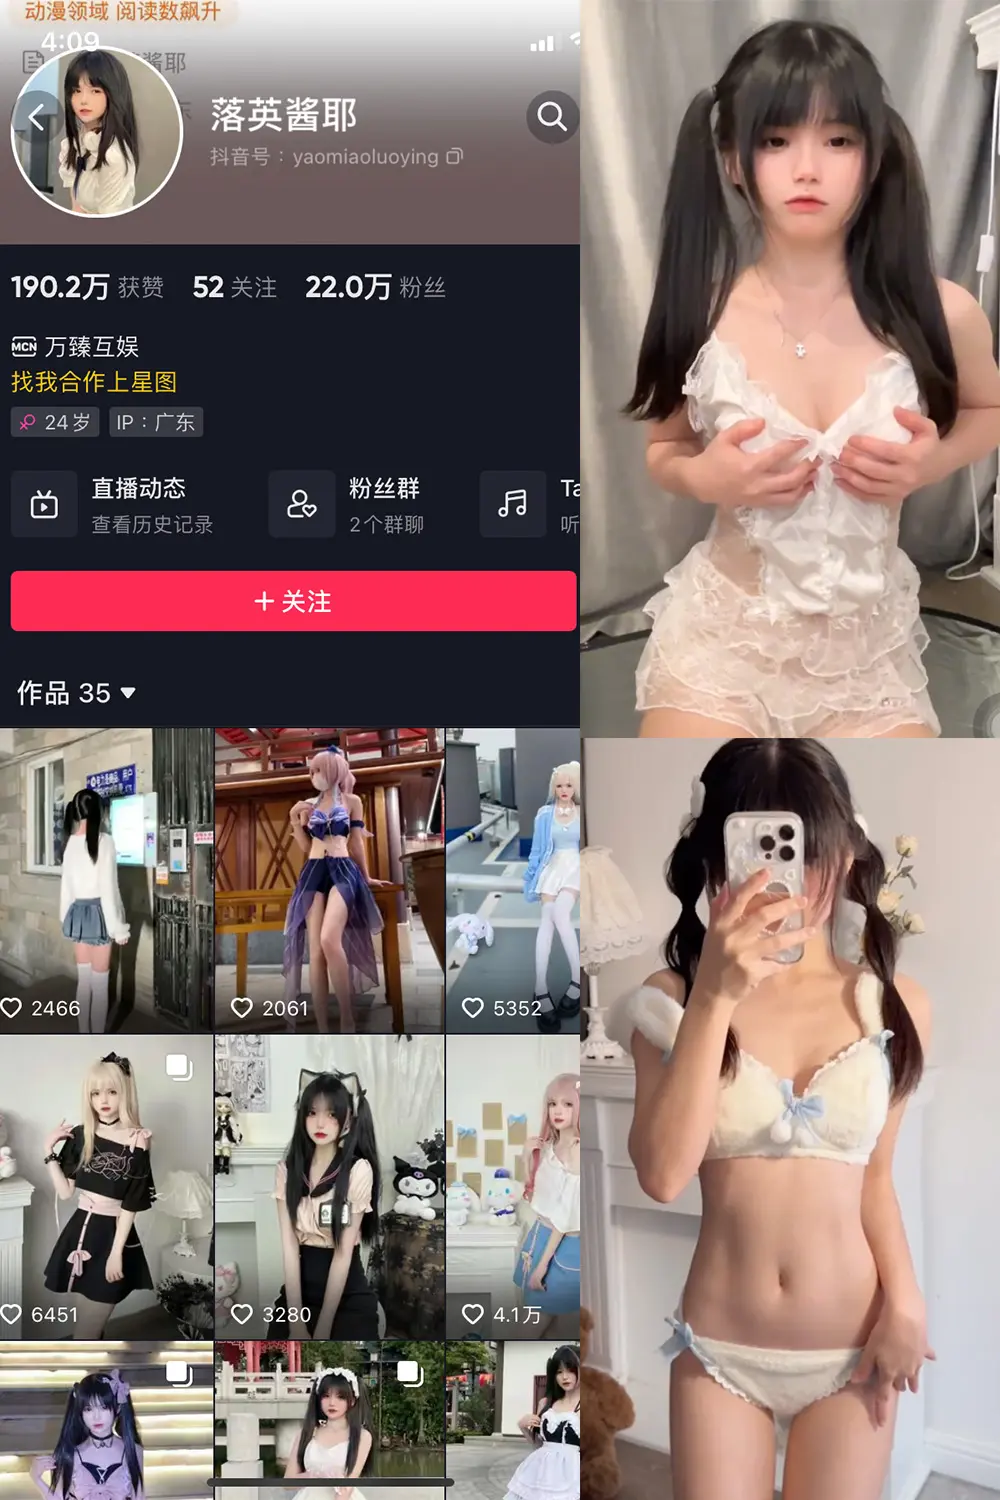 动漫领域 阅读数飙升
4:09
酱耶
落英酱耶
抖音号：yaomiaoluoying
190.2万 获赞 52 关注 22.0万 粉丝
MCN 万臻互娱
找我合作上星图
24岁 IP：广东
直播动态 粉丝群 Ta
查看历史记录 2个群聊 听
+ 关注
作品 35
2466 2061 5352
6451 3280 4.1万